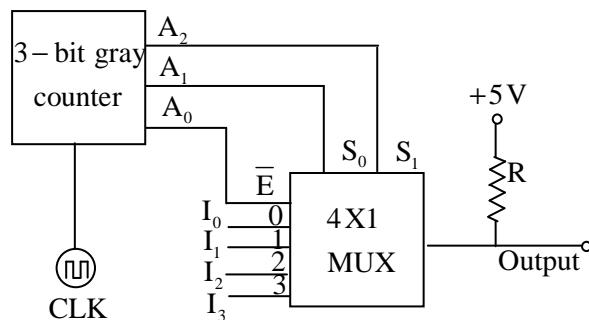 3-bit gray
counter
A₂
A₁
A₀
CLK
S₀ S₁
E̅
I₀ 0
I₁ 1
I₂ 2
I₃ 3
4X1
MUX
+5V
R
Output